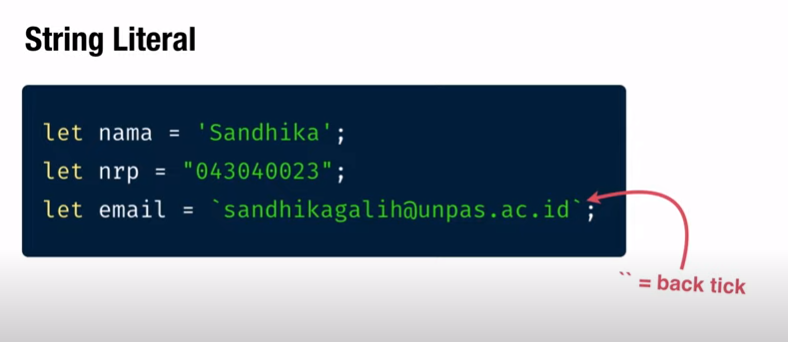 String Literal
let nama = 'Sandhika';
let nrp = "043040023";
let email = `sandhikagalih@unpas.ac.id`;
`` = back tick